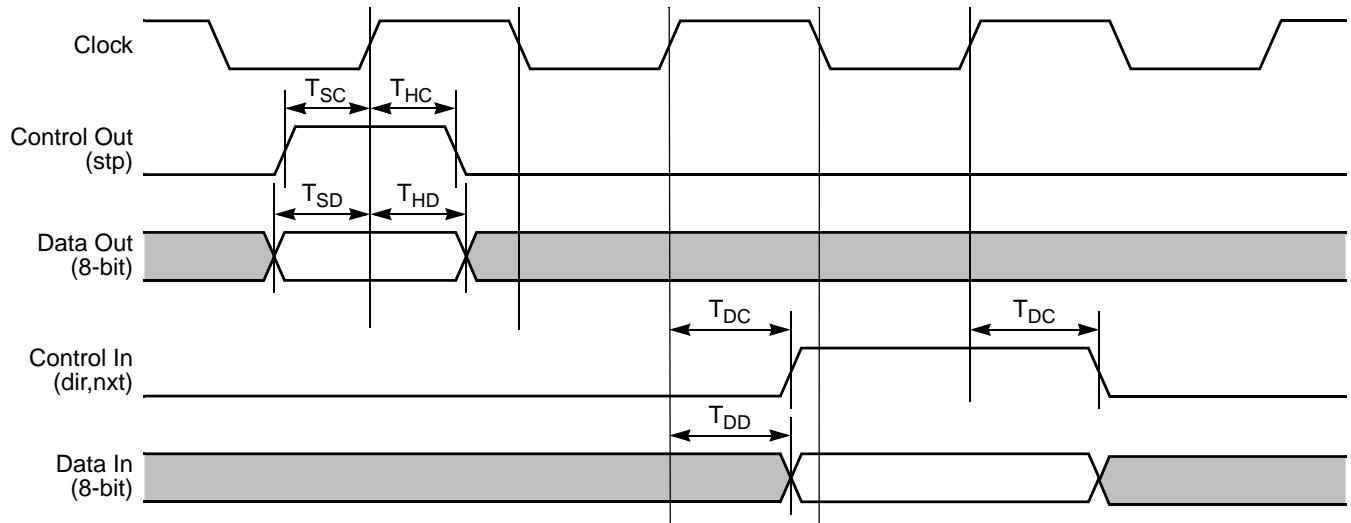 Clock
T_SC T_HC
Control Out
(stp)
T_SD T_HD
Data Out
(8-bit)
T_DC T_DC
Control In
(dir,nxt)
T_DD
Data In
(8-bit)